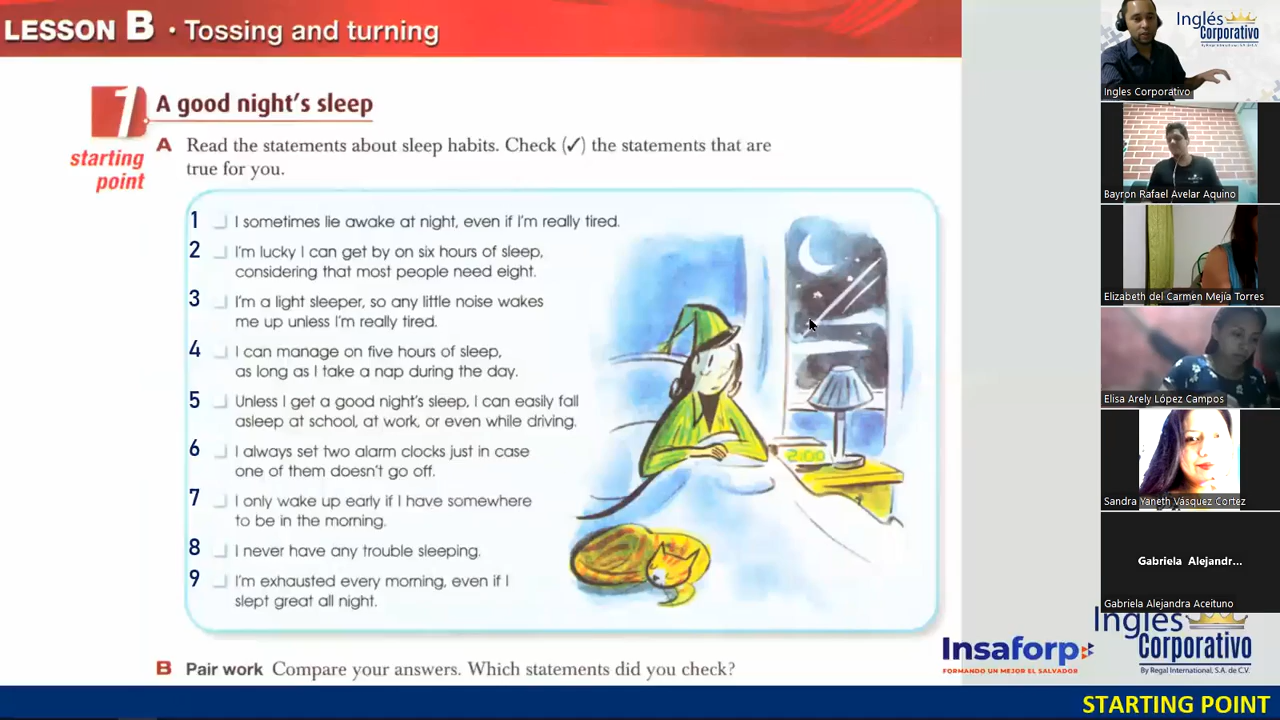 LESSON B · Tossing and turning
1 A good night's sleep
starting
point
A Read the statements about sleep habits. Check (✓) the statements that are
true for you.
1 I sometimes lie awake at night, even if I'm really tired.
2 I'm lucky I can get by on six hours of sleep,
considering that most people need eight.
3 I'm a light sleeper, so any little noise wakes
me up unless I'm really tired.
4 I can manage on five hours of sleep,
as long as I take a nap during the day.
5 Unless I get a good night's sleep, I can easily fall
asleep at school, at work, or even while driving.
6 I always set two alarm clocks just in case
one of them doesn't go off.
7 I only wake up early if I have somewhere
to be in the morning.
8 I never have any trouble sleeping.
9 I'm exhausted every morning, even if I
slept great all night.
2:00
B Pair work Compare your answers. Which statements did you check?
Inglés
Corporativo
By Regal International, S.A. de C.V.
Ingles Corporativo
Bayron Rafael Avelar Aquino
Elizabeth del Carmen Mejía Torres
Elisa Arely López Campos
Sandra Yaneth Vásquez Cortez
Gabriela Alejandr...
Gabriela Alejandra Aceituno
Insaforp
FORMANDO UN MEJOR EL SALVADOR
Inglés
Corporativo
By Regal International, S.A. de C.V.
STARTING POINT